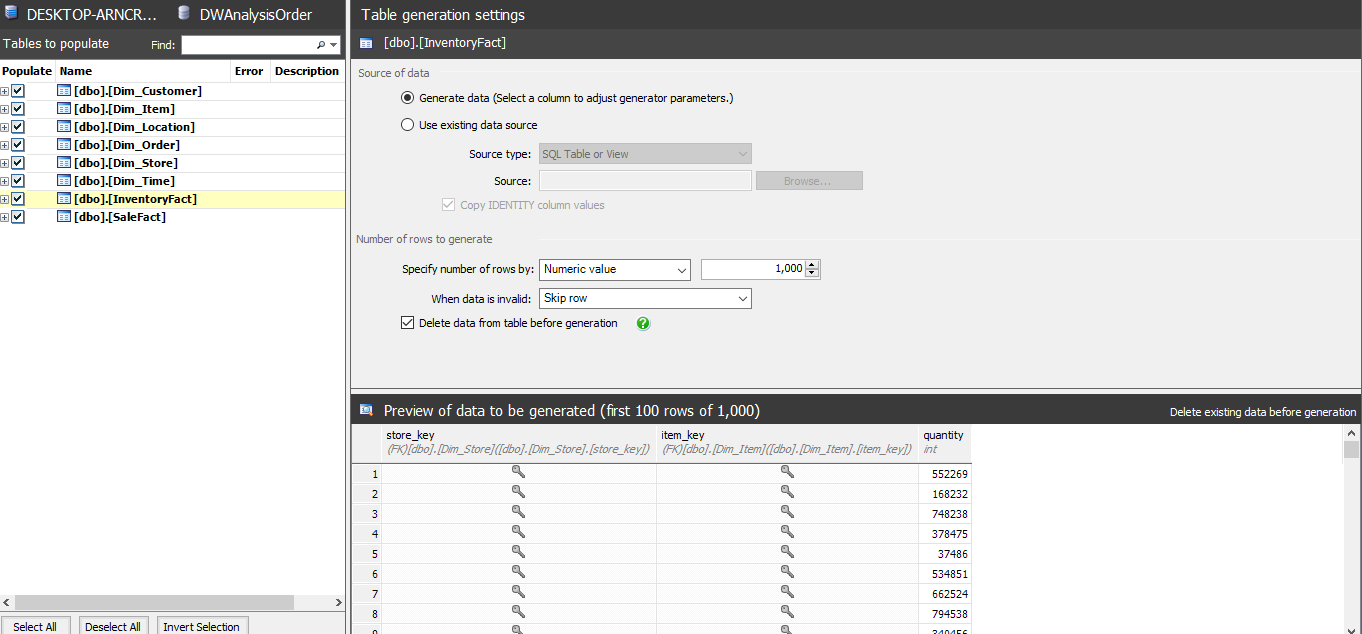 DESKTOP-ARNCR... DWAnalysisOrder
Tables to populate Find:
Populate Name Error Description
[dbo].[Dim_Customer]
[dbo].[Dim_Item]
[dbo].[Dim_Location]
[dbo].[Dim_Order]
[dbo].[Dim_Store]
[dbo].[Dim_Time]
[dbo].[InventoryFact]
[dbo].[SaleFact]
Select All Deselect All Invert Selection
Table generation settings
[dbo].[InventoryFact]
Source of data
Generate data (Select a column to adjust generator parameters.)
Use existing data source
Source type: SQL Table or View
Source: Browse...
Copy IDENTITY column values
Number of rows to generate
Specify number of rows by: Numeric value 1,000
When data is invalid: Skip row
Delete data from table before generation ?
Preview of data to be generated (first 100 rows of 1,000) Delete existing data before generation
store_key item_key quantity
(FK)[dbo].[Dim_Store]([dbo].[Dim_Store].[store_key]) (FK)[dbo].[Dim_Item]([dbo].[Dim_Item].[item_key]) int
1 552269
2 168232
3 748238
4 378475
5 37486
6 534851
7 662524
8 794538